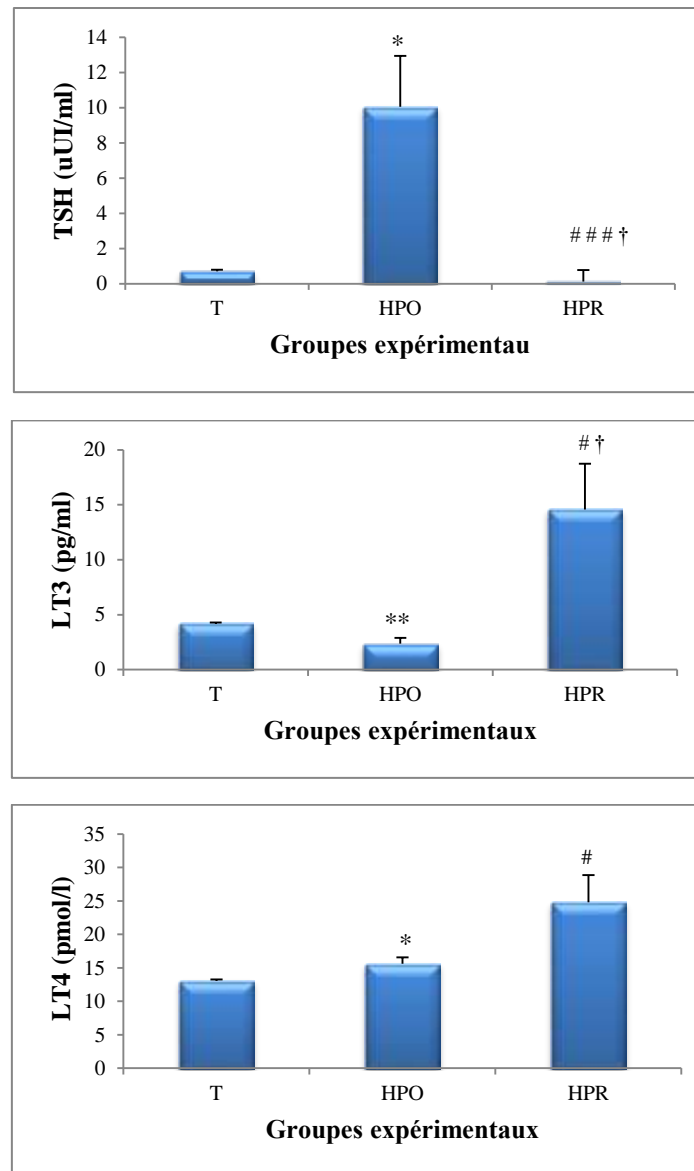 14
12
10
8
6
4
2
0
TSH (uUI/ml)
*
# # # †
T HPO HPR
Groupes expérimentau
20
15
10
5
0
LT3 (pg/ml)
**
# †
T HPO HPR
Groupes expérimentaux
35
30
25
20
15
10
5
0
LT4 (pmol/l)
*
#
T HPO HPR
Groupes expérimentaux